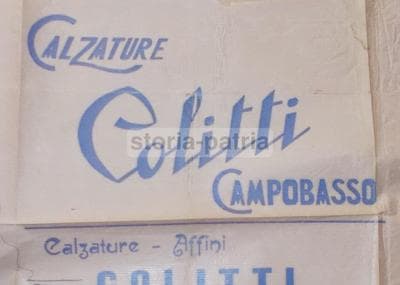 CALZATURE
Colitti
storia-patria
CAMPOBASSO
Calzature - Affini
COLITTI